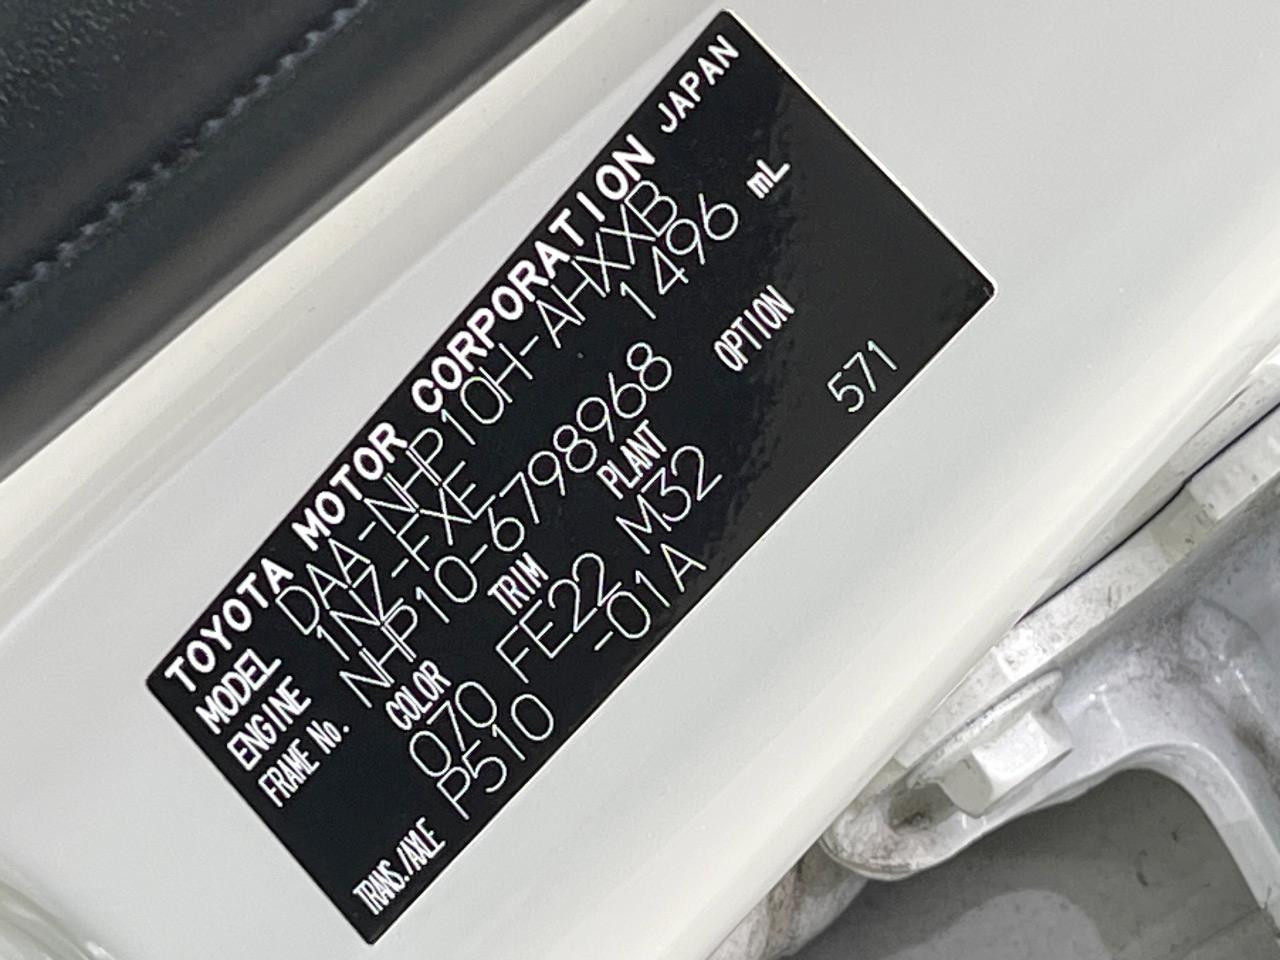 TOYOTA MOTOR CORPORATION JAPAN
MODEL DAA-NHP10H-AHXXB
ENGINE 1NZ-FXE 1496 mL
FRAME No. NHP10-6798968
COLOR TRIM PLANT OPTION
070 FE22 M32 571
TRANS./AXLE P510 -01A